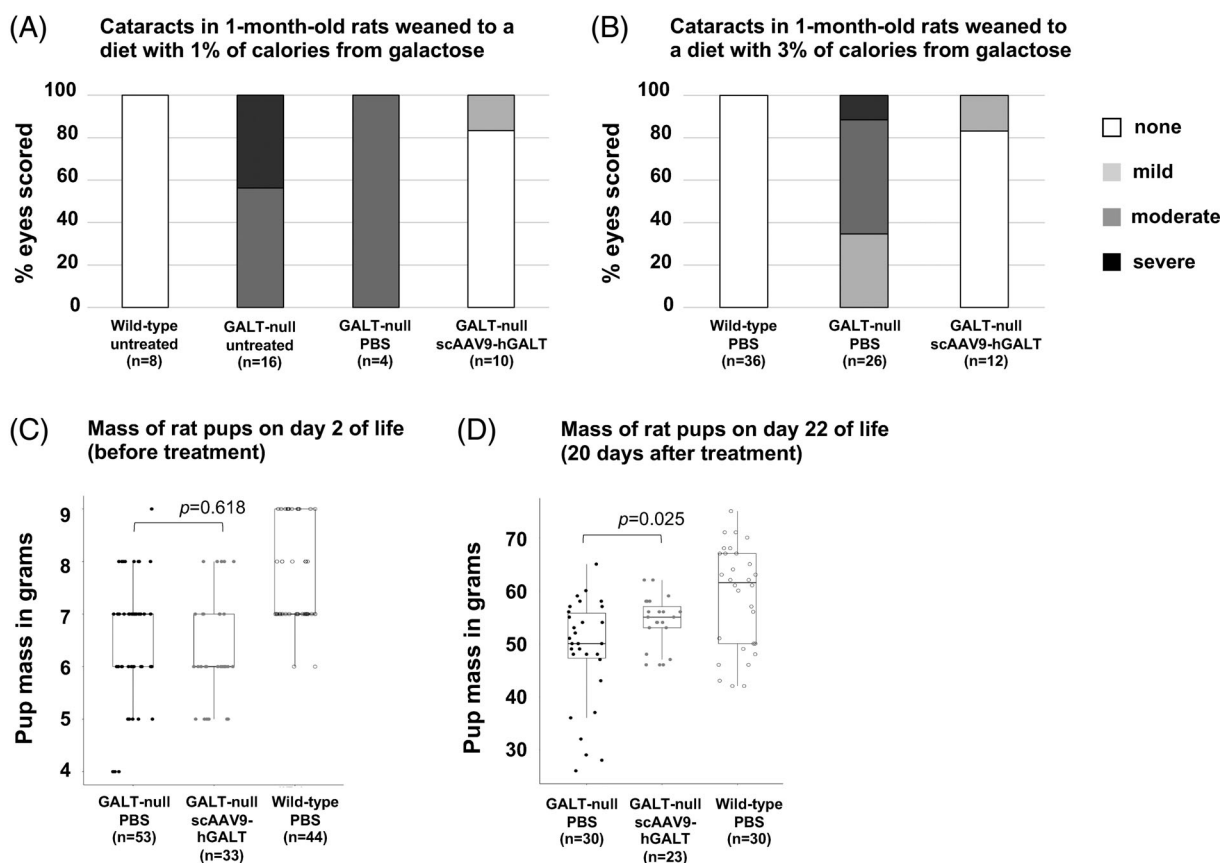 (A) Cataracts in 1-month-old rats weaned to a
diet with 1% of calories from galactose
% eyes scored
100
80
60
40
20
0
Wild-type
untreated
(n=8)
GALT-null
untreated
(n=16)
GALT-null
PBS
(n=4)
GALT-null
scAAV9-hGALT
(n=10)
(B) Cataracts in 1-month-old rats weaned to
a diet with 3% of calories from galactose
% eyes scored
100
80
60
40
20
0
Wild-type
PBS
(n=36)
GALT-null
PBS
(n=26)
GALT-null
scAAV9-hGALT
(n=12)
none
mild
moderate
severe
(C) Mass of rat pups on day 2 of life
(before treatment)
Pup mass in grams
9
8
7
6
5
4
p=0.618
GALT-null
PBS
(n=53)
GALT-null
scAAV9-
hGALT
(n=33)
Wild-type
PBS
(n=44)
(D) Mass of rat pups on day 22 of life
(20 days after treatment)
Pup mass in grams
70
60
50
40
30
p=0.025
GALT-null
PBS
(n=30)
GALT-null
scAAV9-
hGALT
(n=23)
Wild-type
PBS
(n=30)